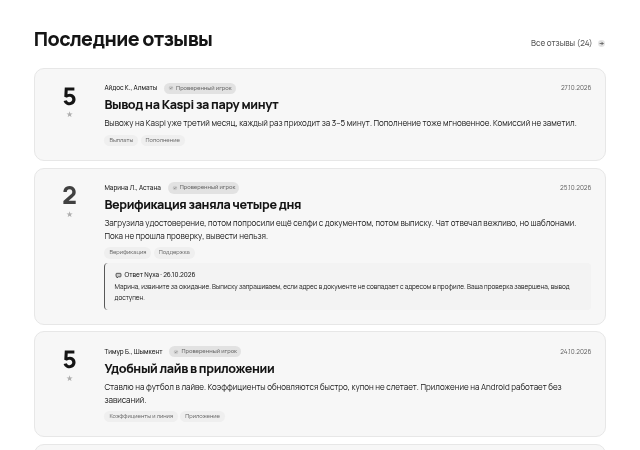 Последние отзывы
Все отзывы (24)
5
Айдос К., Алматы
Проверенный игрок
27.10.2026
Вывод на Kaspi за пару минут
Вывожу на Kaspi уже третий месяц, каждый раз приходит за 3–5 минут. Пополнение тоже мгновенное. Комиссий не заметил.
Выплаты
Пополнение
2
Марина Л., Астана
Проверенный игрок
25.10.2026
Верификация заняла четыре дня
Загрузила удостоверение, потом попросили ещё селфи с документом, потом выписку. Чат отвечал вежливо, но шаблонами.
Пока не прошла проверку, вывести нельзя.
Верификация
Поддержка
Ответ Nyxa · 26.10.2026
Марина, извините за ожидание. Выписку запрашиваем, если адрес в документе не совпадает с адресом в профиле. Ваша проверка завершена, вывод
доступен.
5
Тимур Б., Шымкент
Проверенный игрок
24.10.2026
Удобный лайв в приложении
Ставлю на футбол в лайве. Коэффициенты обновляются быстро, купон не слетает. Приложение на Android работает без
зависаний.
Коэффициенты и линия
Приложение